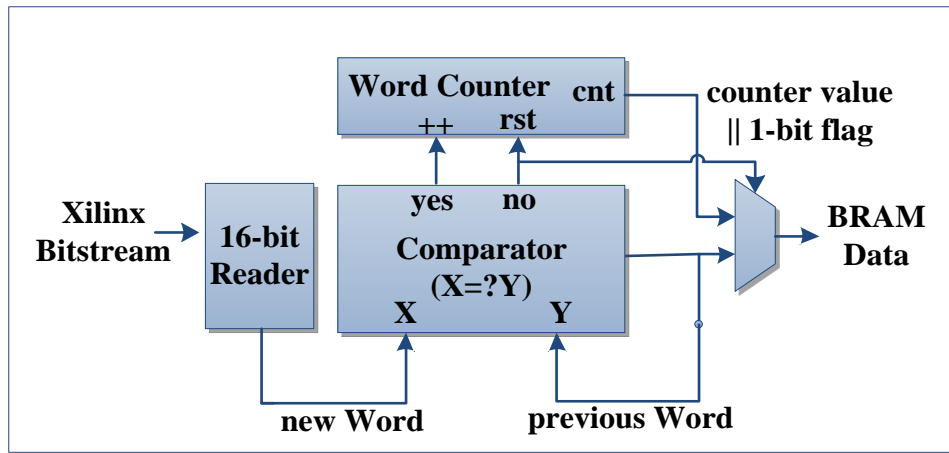 Word Counter
cnt
++
rst
counter value
|| 1-bit flag
Xilinx
Bitstream
16-bit
Reader
yes
no
Comparator
(X=?Y)
X
Y
BRAM
Data
new Word
previous Word